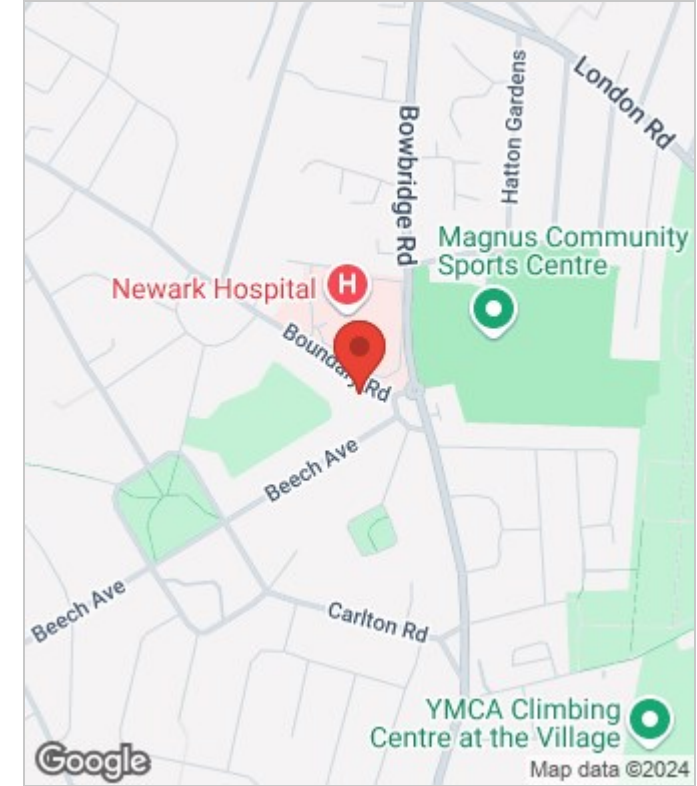 London Rd
Hatton Gardens
Bowbridge Rd
Magnus Community
Sports Centre
Newark Hospital
H
Boundary Rd
Beech Ave
Beech Ave
Carlton Rd
YMCA Climbing
Centre at the Village
Google
Map data ©2024